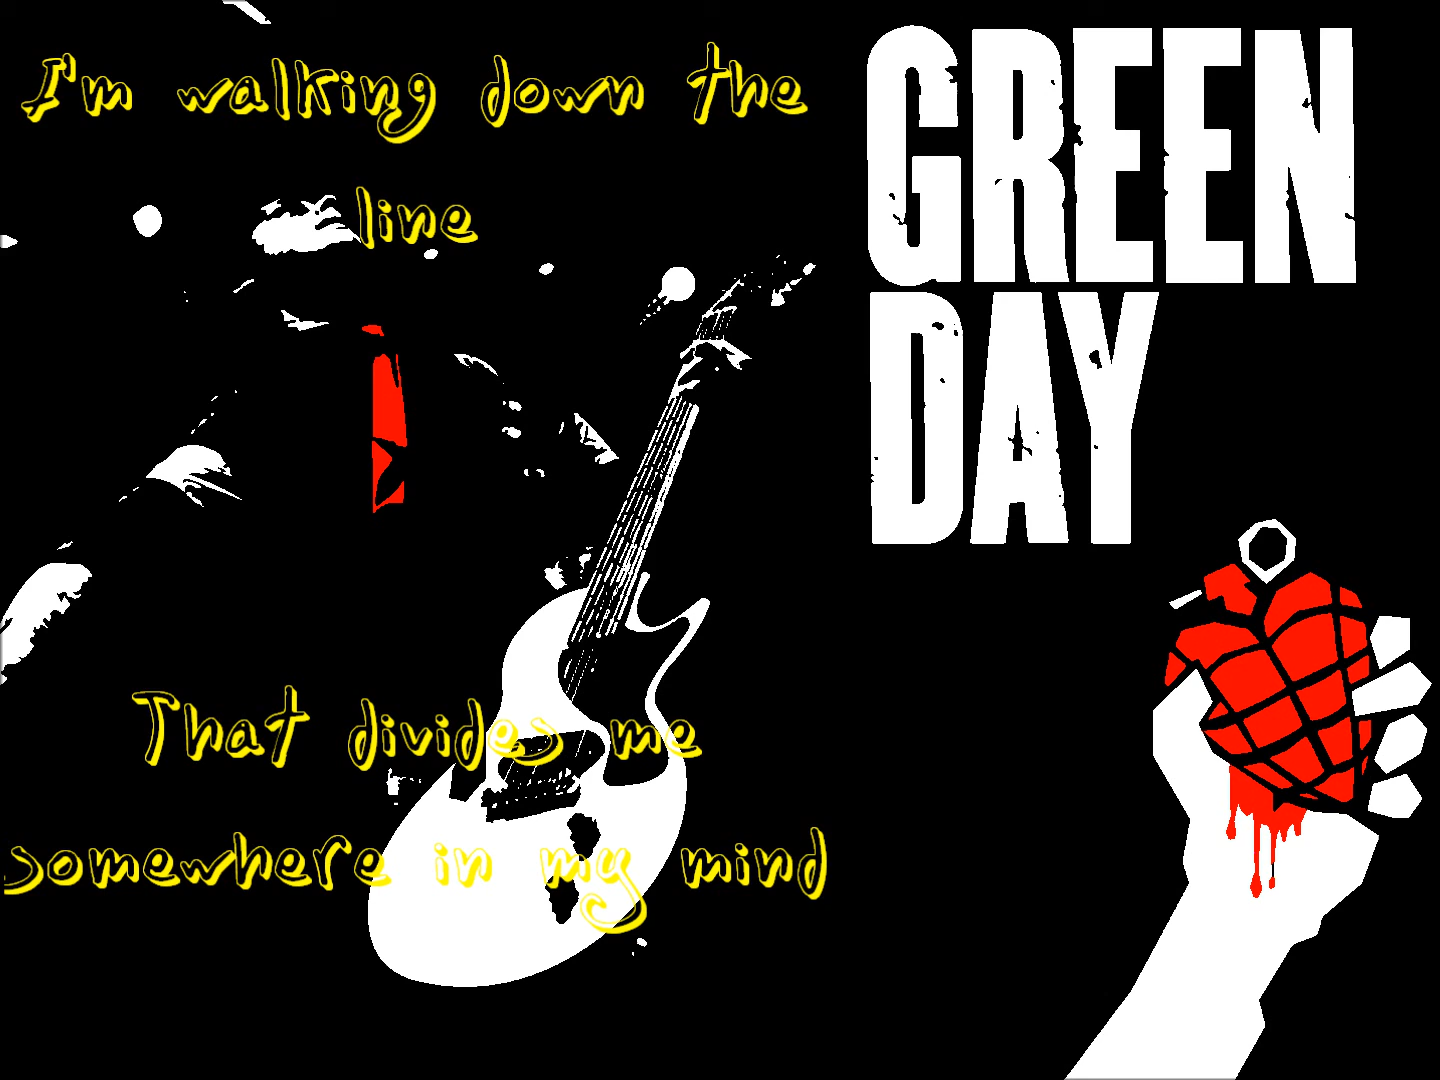 I'm walking down the
line
That divides me
somewhere in my mind
GREEN
DAY